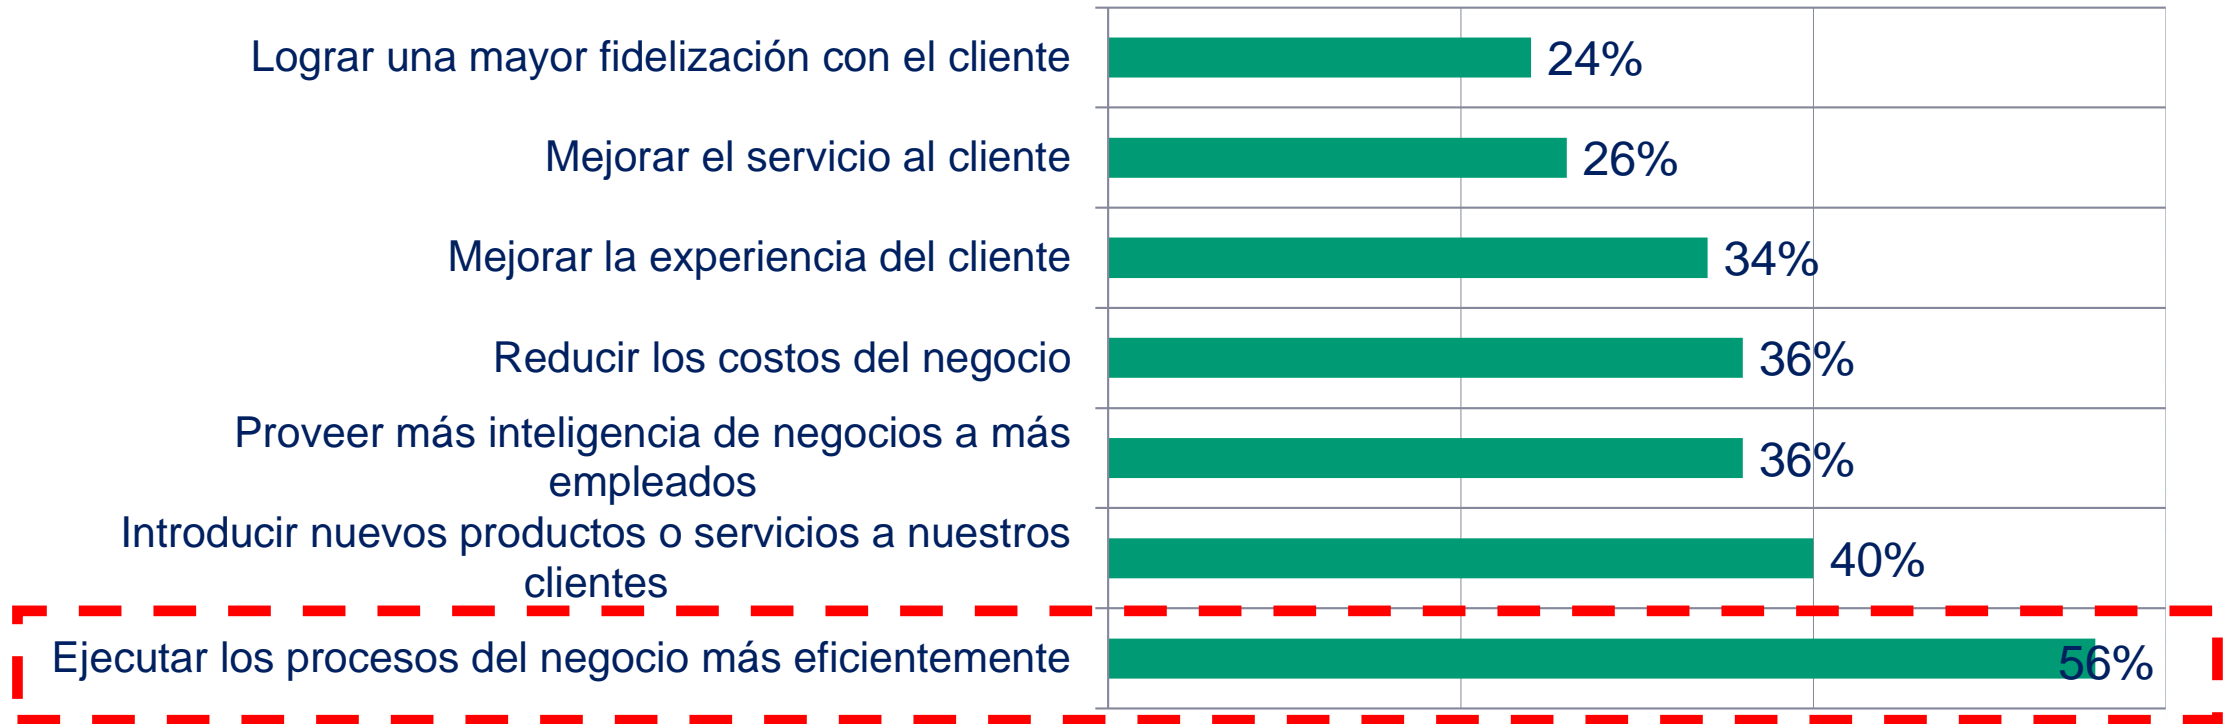 Lograr una mayor fidelización con el cliente
24%
Mejorar el servicio al cliente
26%
Mejorar la experiencia del cliente
34%
Reducir los costos del negocio
36%
Proveer más inteligencia de negocios a más
empleados
36%
Introducir nuevos productos o servicios a nuestros
clientes
40%
Ejecutar los procesos del negocio más eficientemente
56%